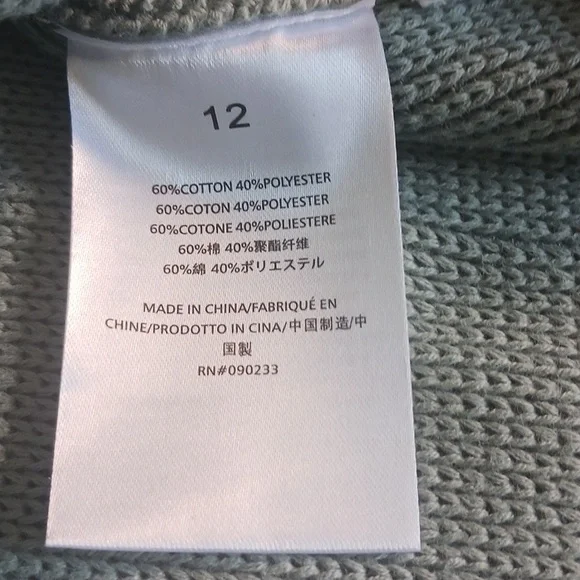 12
60%COTTON 40%POLYESTER
60%COTON 40%POLYESTER
60%COTONE 40%POLIESTERE
60%棉 40%聚酯纤维
60%綿 40%ポリエステル
MADE IN CHINA/FABRIQUÉ EN
CHINE/PRODOTTO IN CINA/中国制造/中
国製
RN#090233